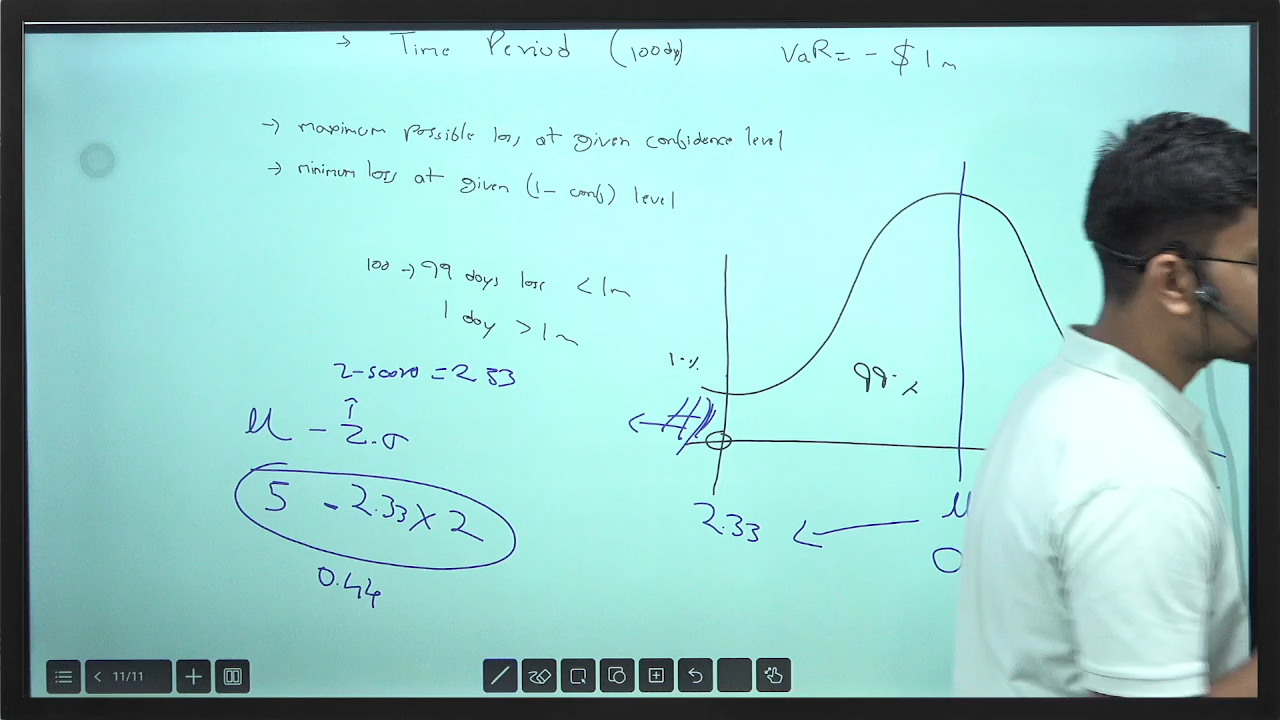 → Time Period (100dy) VaR= - $ 1m
→ maximum possible loss at given confidence level
→ minimum loss at given (1- conf) level
100 → 99 days loss < 1m
1 day > 1m
Z-score = 2.33
1%
99%
μ - Z.σ
5 - 2.33 x 2
2.33
μ
0
0.44
11/11